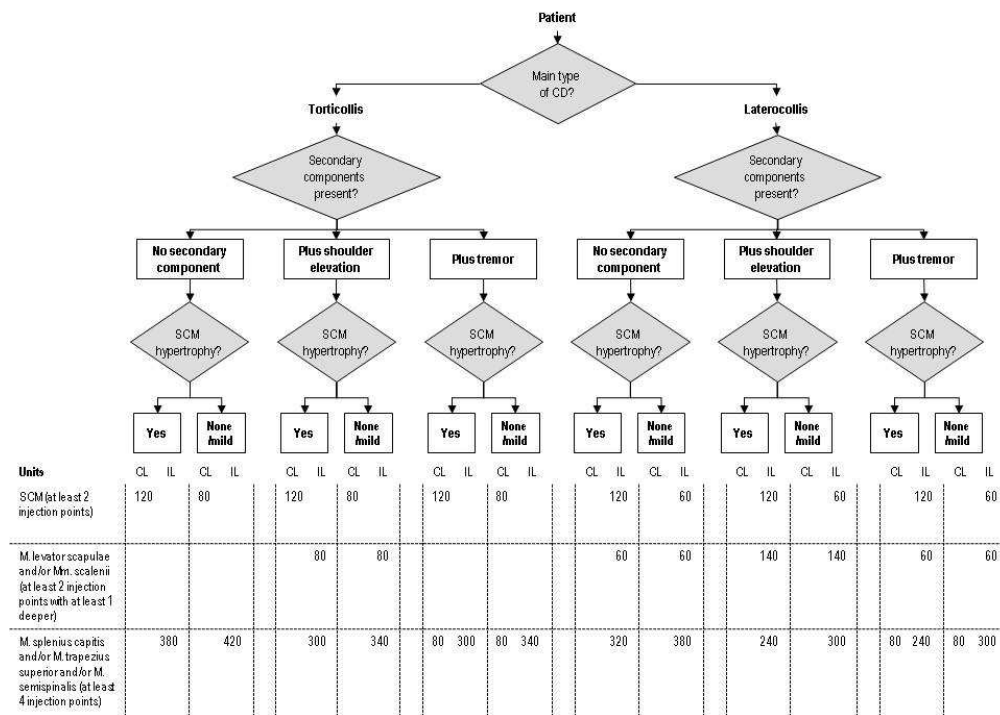 Patient
Main type
of CD?
Torticollis
Laterocollis
Secondary
components
present?
Secondary
components
present?
No secondary
component
Plus shoulder
elevation
Plus tremor
No secondary
component
Plus shoulder
elevation
Plus tremor
SCM
hypertrophy?
SCM
hypertrophy?
SCM
hypertrophy?
SCM
hypertrophy?
SCM
hypertrophy?
SCM
hypertrophy?
Yes
None
/mild
Yes
None
/mild
Yes
None
/mild
Yes
None
/mild
Yes
None
/mild
Yes
None
/mild
Units CL IL CL IL CL IL CL IL CL IL CL IL CL IL CL IL CL IL CL IL CL IL CL IL
SCM (at least 2
injection points)
120 80 120 80 120 80 120 60 120 60 120 60
M. levator scapulae
and/or Mm. scalenii
(at least 2 injection
points with at least 1
deeper)
80 80 60 60 140 140 60 60
M. splenius capitis
and/or M. trapezius
superior and/or M.
semispinalis (at least
4 injection points)
380 420 300 340 80 300 80 340 320 380 240 300 80 240 80 300